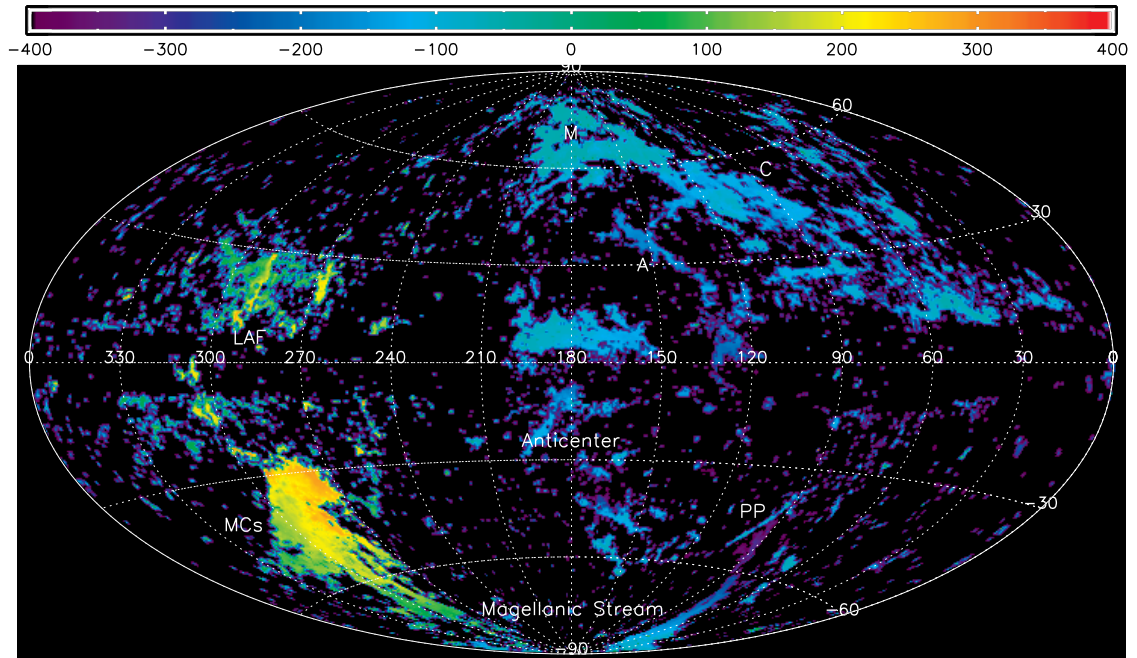 −400 −300 −200 −100 0 100 200 300 400
90
60
M
C
30
A
LAF
0 330 300 270 240 210 180 150 120 90 60 30 0
Anticenter
−30
PP
MCs
Magellanic Stream
−60
−90